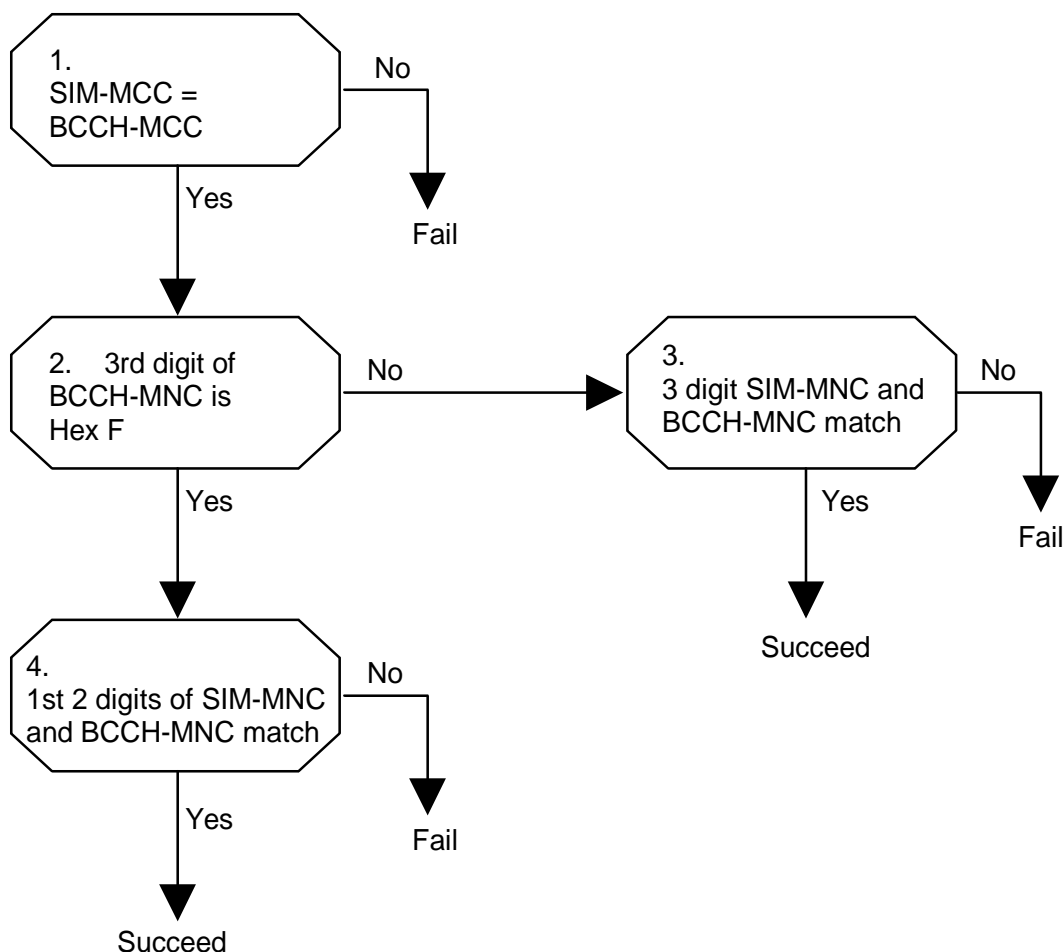 1.
SIM-MCC =
BCCH-MCC
No
Yes
Fail
2. 3rd digit of
BCCH-MNC is
Hex F
No
3.
3 digit SIM-MNC and
BCCH-MNC match
No
Yes
Yes
Fail
Succeed
4.
1st 2 digits of SIM-MNC
and BCCH-MNC match
No
Yes
Fail
Succeed